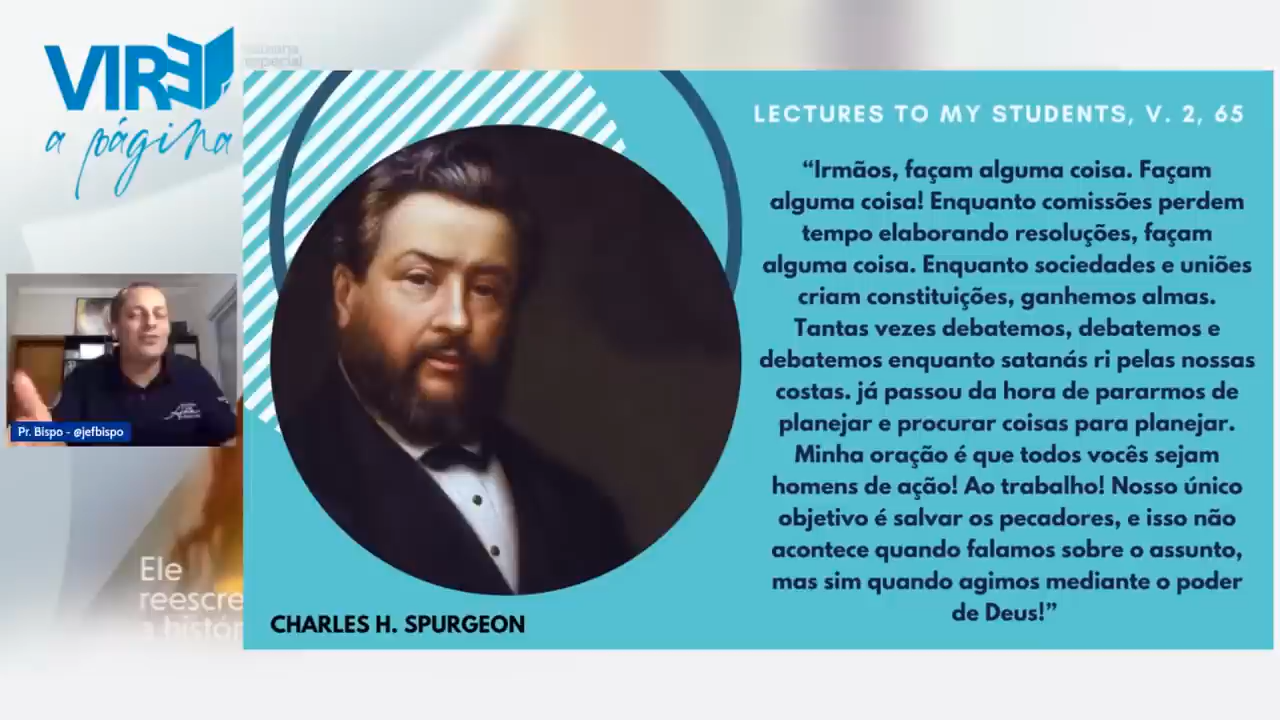 VIRE
a página
especial
LECTURES TO MY STUDENTS, V. 2, 65
“Irmãos, façam alguma coisa. Façam
alguma coisa! Enquanto comissões perdem
tempo elaborando resoluções, façam
alguma coisa. Enquanto sociedades e uniões
criam constituições, ganhemos almas.
Tantas vezes debatemos, debatemos e
debatemos enquanto satanás ri pelas nossas
costas. já passou da hora de pararmos de
planejar e procurar coisas para planejar.
Minha oração é que todos vocês sejam
homens de ação! Ao trabalho! Nosso único
objetivo é salvar os pecadores, e isso não
acontece quando falamos sobre o assunto,
mas sim quando agimos mediante o poder
de Deus!”
CHARLES H. SPURGEON
Pr. Bispo - @jefbispo
Ele
reescre
a histór